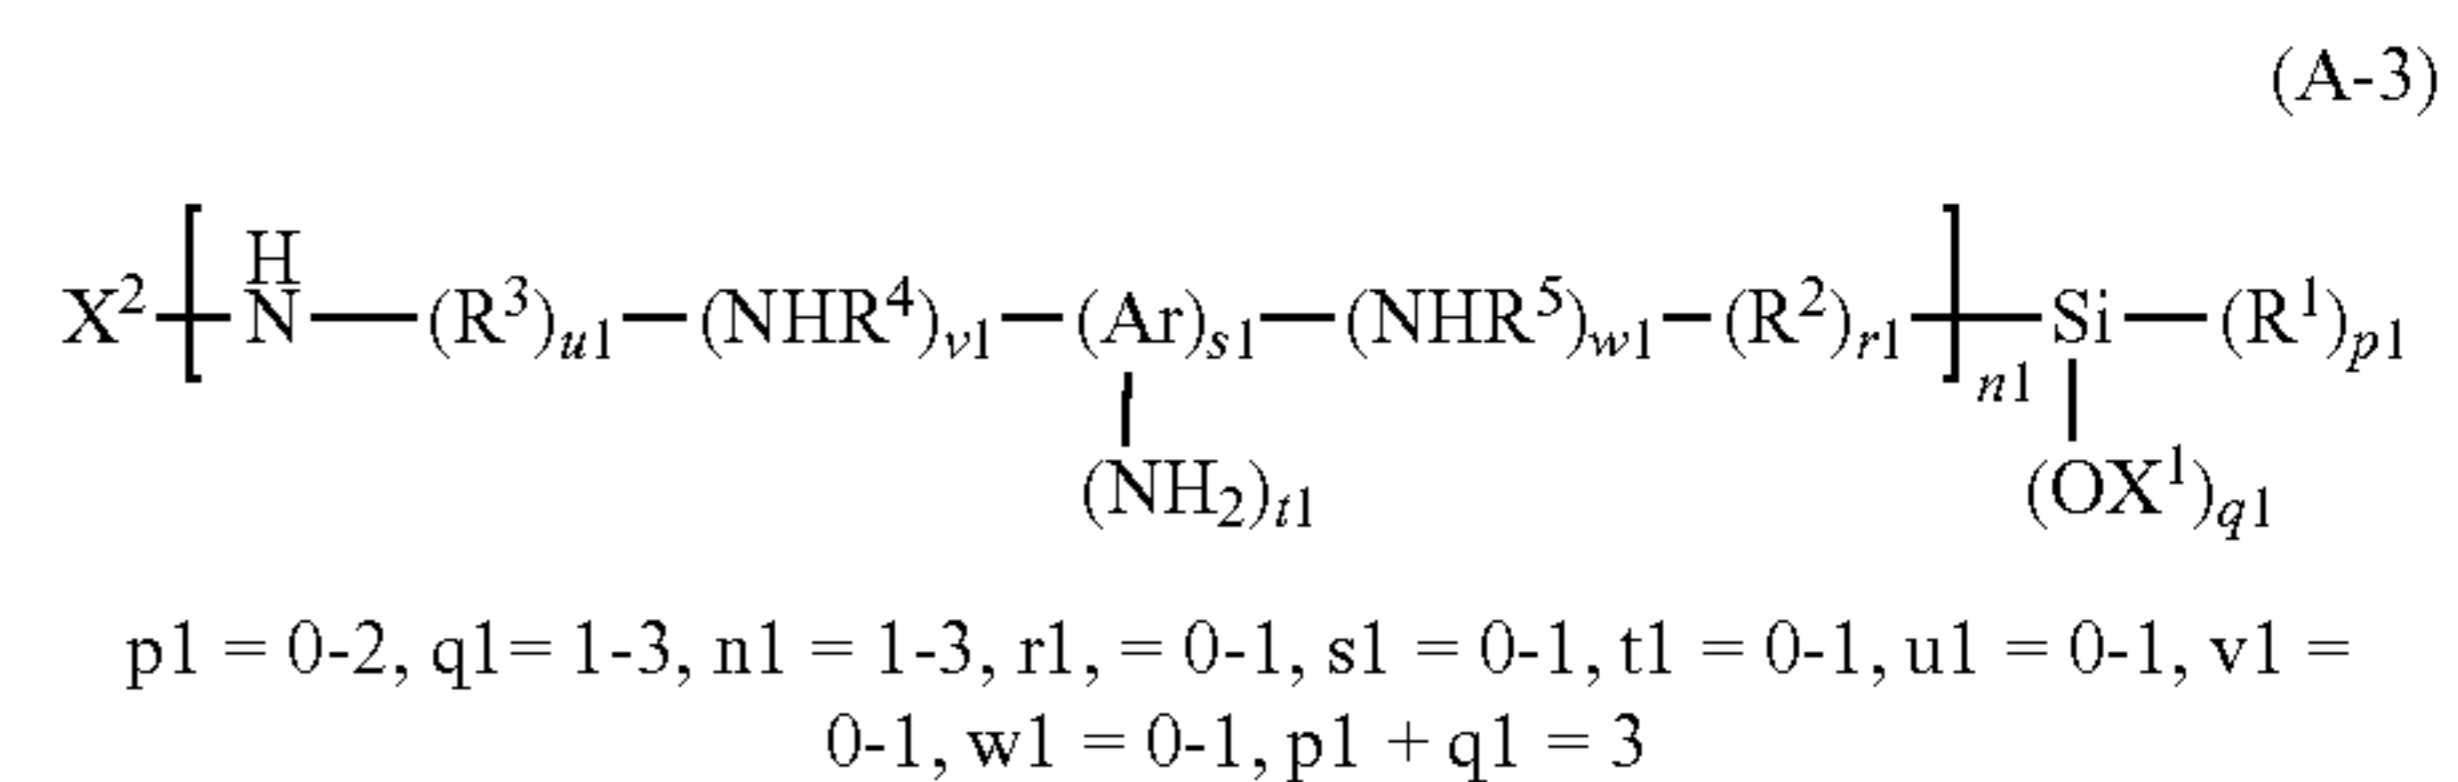 (A-3)
X² [ H N — (R³)u1 — (NHR⁴)v1 — (Ar)s1 — (NHR⁵)w1 — (R²)r1 ]n1 Si — (R¹)p1
(NH₂)t1 (OX¹)q1
p1 = 0-2, q1= 1-3, n1 = 1-3, r1, = 0-1, s1 = 0-1, t1 = 0-1, u1 = 0-1, v1 =
0-1, w1 = 0-1, p1 + q1 = 3